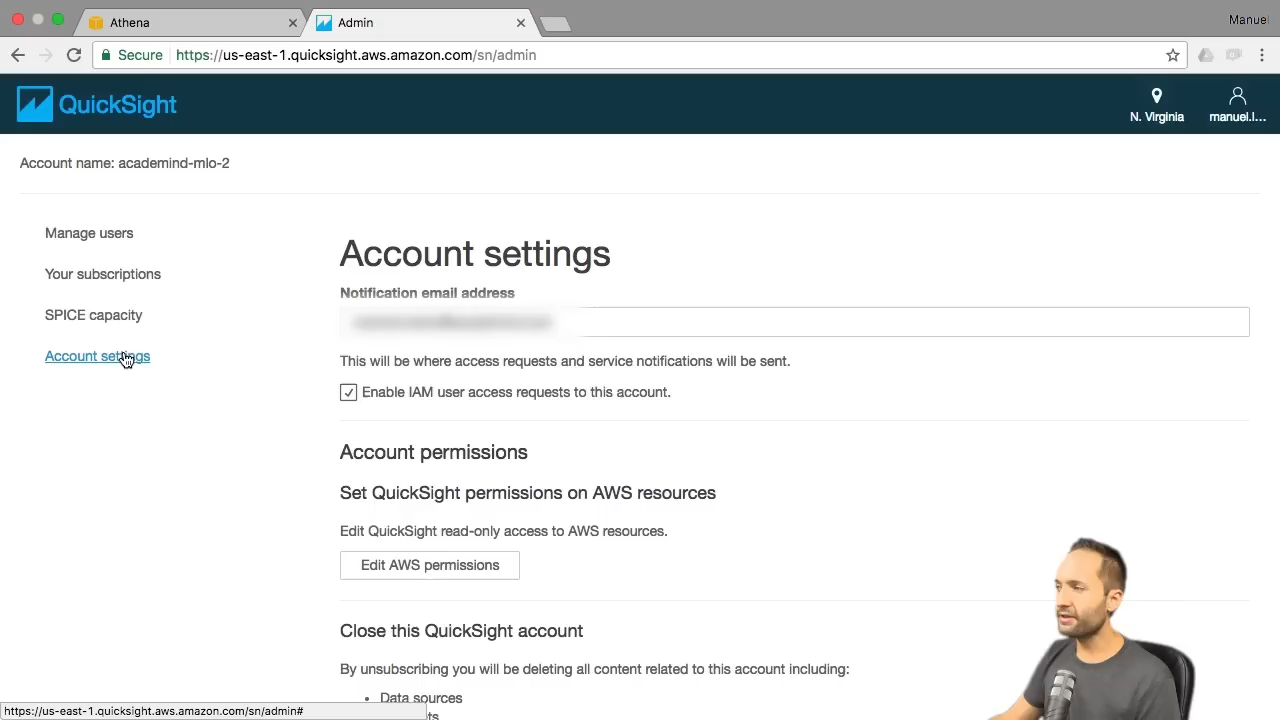 Athena
Admin
Manuel
Secure
https://us-east-1.quicksight.aws.amazon.com/sn/admin
QuickSight
N. Virginia
manuel.l...
Account name: academind-mlo-2
Manage users
Your subscriptions
SPICE capacity
Account settings
Account settings
Notification email address
This will be where access requests and service notifications will be sent.
Enable IAM user access requests to this account.
Account permissions
Set QuickSight permissions on AWS resources
Edit QuickSight read-only access to AWS resources.
Edit AWS permissions
Close this QuickSight account
By unsubscribing you will be deleting all content related to this account including:
Data sources
https://us-east-1.quicksight.aws.amazon.com/sn/admin#